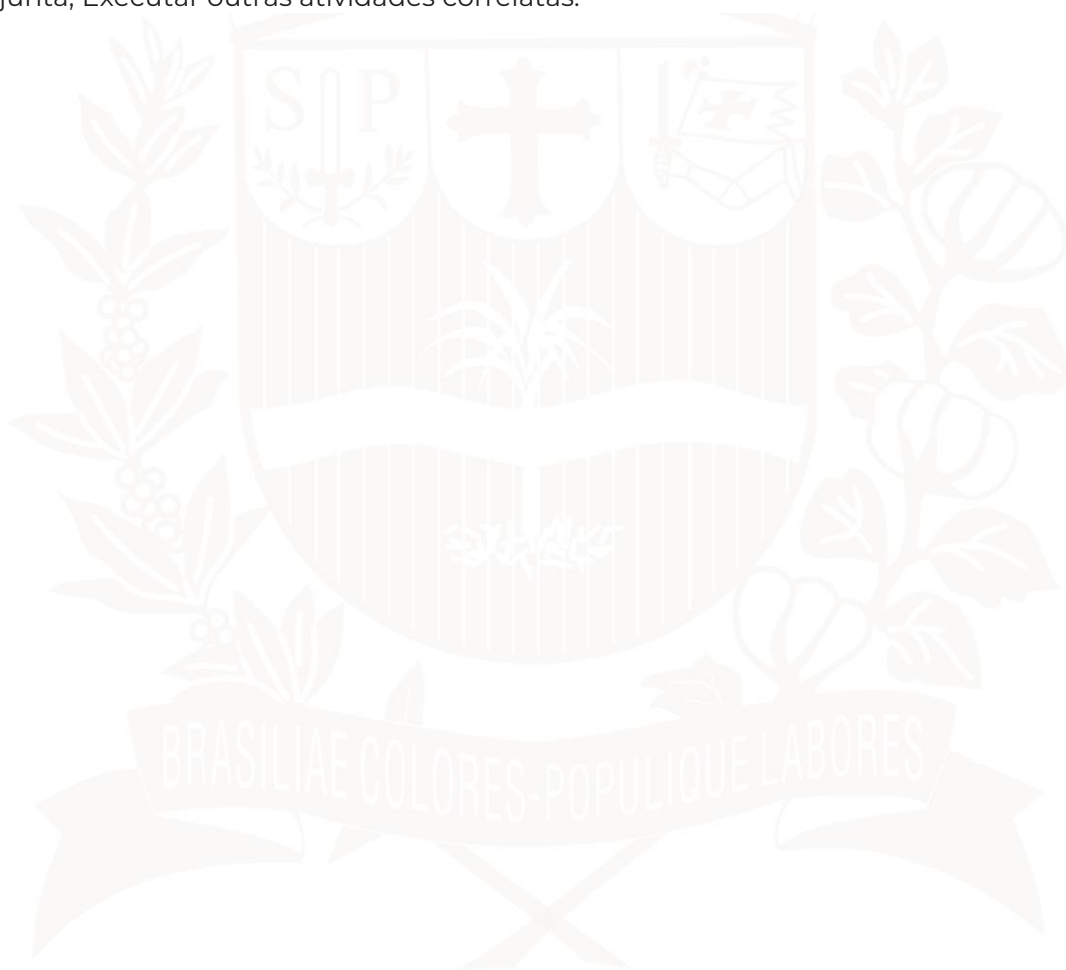 junta; Executar outras atividades correlatas.
S P
BRASILIAE COLORES-POPULIQUE LABORES